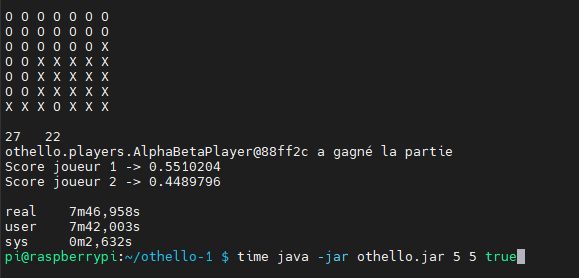 O O O O O O O
O O O O O O O
O O O O O O X
O O X X X X X
O O O X X X X
O O X X X X X
X X X O X X X
27 22
othello.players.AlphaBetaPlayer@88ff2c a gagné la partie
Score joueur 1 -> 0.5510204
Score joueur 2 -> 0.4489796
real 7m46,958s
user 7m42,003s
sys 0m2,632s
pi@raspberrypi:~/othello-1 $ time java -jar othello.jar 5 5 true